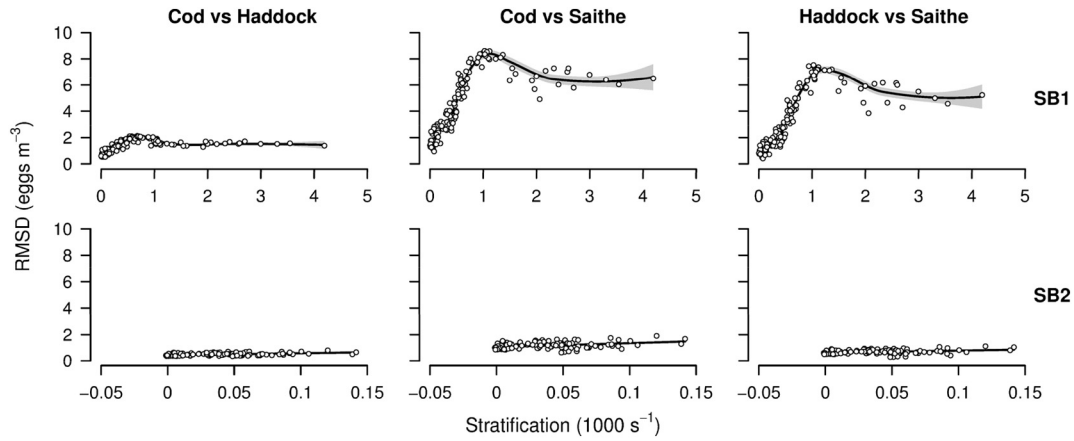 Cod vs Haddock Cod vs Saithe Haddock vs Saithe
10
8
6
4
2
0
0 1 2 3 4 5 0 1 2 3 4 5 0 1 2 3 4 5
SB1
RMSD (eggs m⁻³)
10
8
6
4
2
0
−0.05 0 0.05 0.1 0.15 −0.05 0 0.05 0.1 0.15 −0.05 0 0.05 0.1 0.15
SB2
Stratification (1000 s⁻¹)